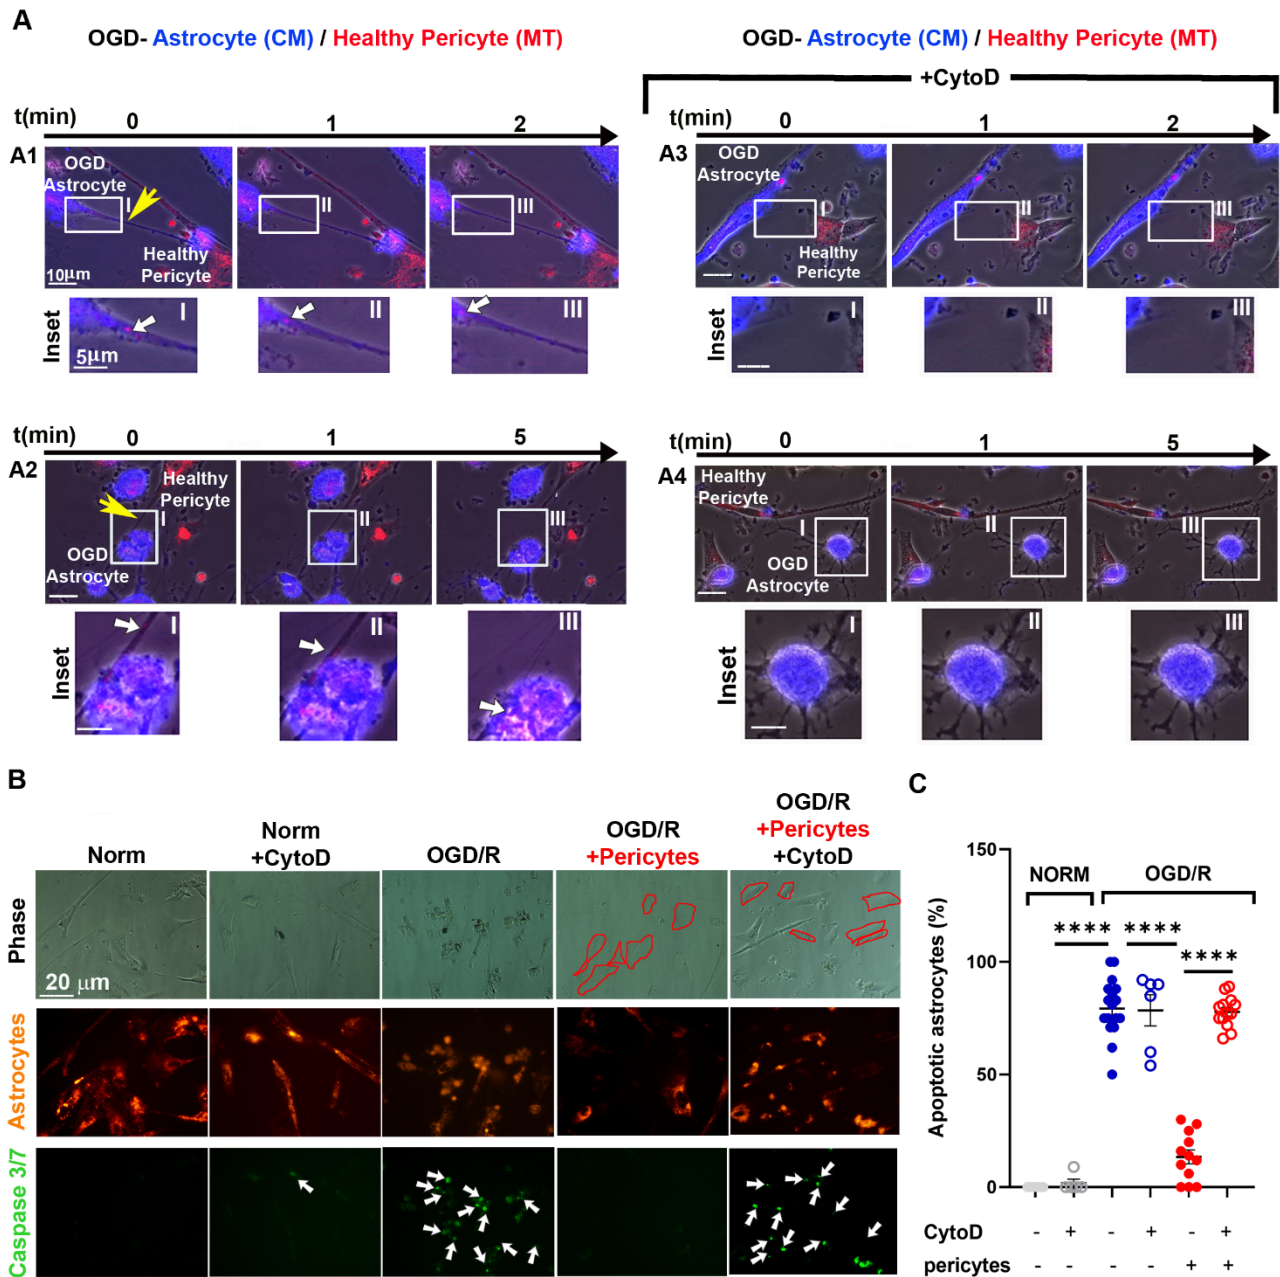 A
OGD- Astrocyte (CM) / Healthy Pericyte (MT)
t(min) 0 1 2
A1
OGD
Astrocyte
I
II
III
Healthy
Pericyte
10µm
Inset
I
II
III
5µm
t(min) 0 1 5
A2
Healthy
Pericyte
I
II
III
OGD
Astrocyte
Inset
I
II
III
OGD- Astrocyte (CM) / Healthy Pericyte (MT)
+CytoD
t(min) 0 1 2
A3
OGD
Astrocyte
I
II
III
Healthy
Pericyte
Inset
I
II
III
t(min) 0 1 5
A4
Healthy
Pericyte
I
II
III
OGD
Astrocyte
Inset
I
II
III
B
Norm
Norm
+CytoD
OGD/R
OGD/R
+Pericytes
OGD/R
+Pericytes
+CytoD
Phase
20 µm
Astrocytes
Caspase 3/7
C
Apoptotic astrocytes (%)
150
100
50
0
NORM
OGD/R
****
****
****
CytoD - + - + - +
pericytes - - - - + +